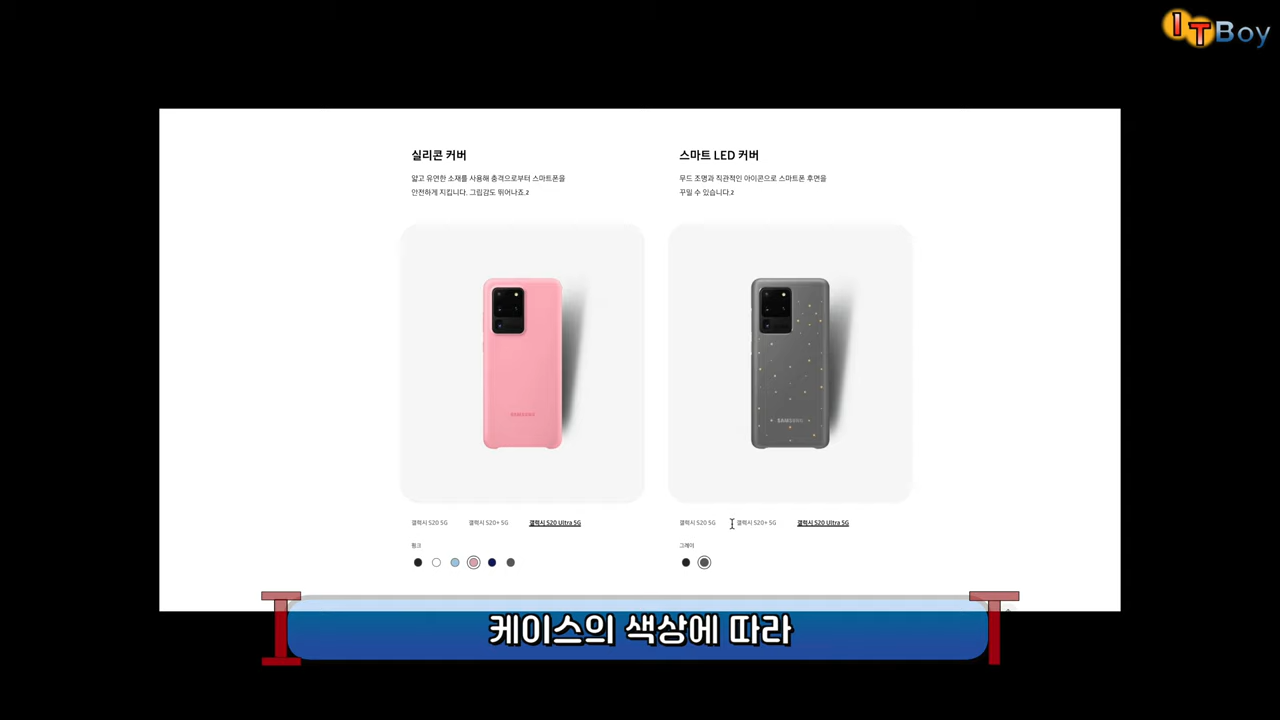 ITBoy
실리콘 커버
얇고 유연한 소재를 사용해 충격으로부터 스마트폰을
안전하게 지킵니다. 그립감도 뛰어나죠.2
스마트 LED 커버
무드 조명과 직관적인 아이콘으로 스마트폰 후면을
꾸밀 수 있습니다.2
SAMSUNG
SAMSUNG
갤럭시 S20 5G 갤럭시 S20+ 5G 갤럭시 S20 Ultra 5G
핑크
갤럭시 S20 5G 갤럭시 S20+ 5G 갤럭시 S20 Ultra 5G
그레이
케이스의 색상에 따라